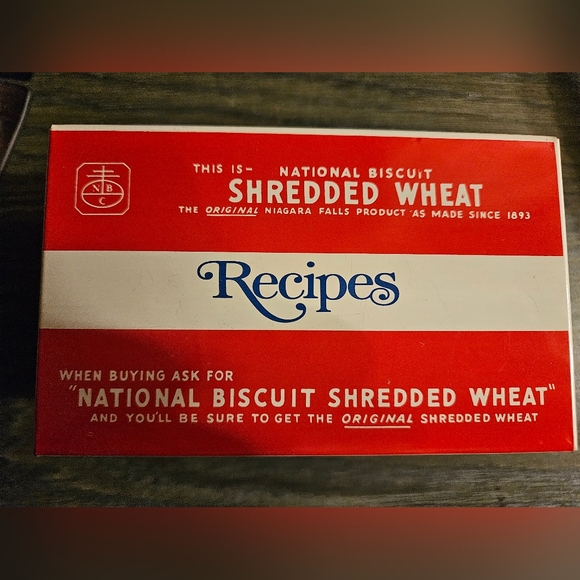 N B
C
THIS IS- NATIONAL BISCUIT
SHREDDED WHEAT
THE ORIGINAL NIAGARA FALLS PRODUCT AS MADE SINCE 1893
Recipes
WHEN BUYING ASK FOR
"NATIONAL BISCUIT SHREDDED WHEAT"
AND YOU'LL BE SURE TO GET THE ORIGINAL SHREDDED WHEAT